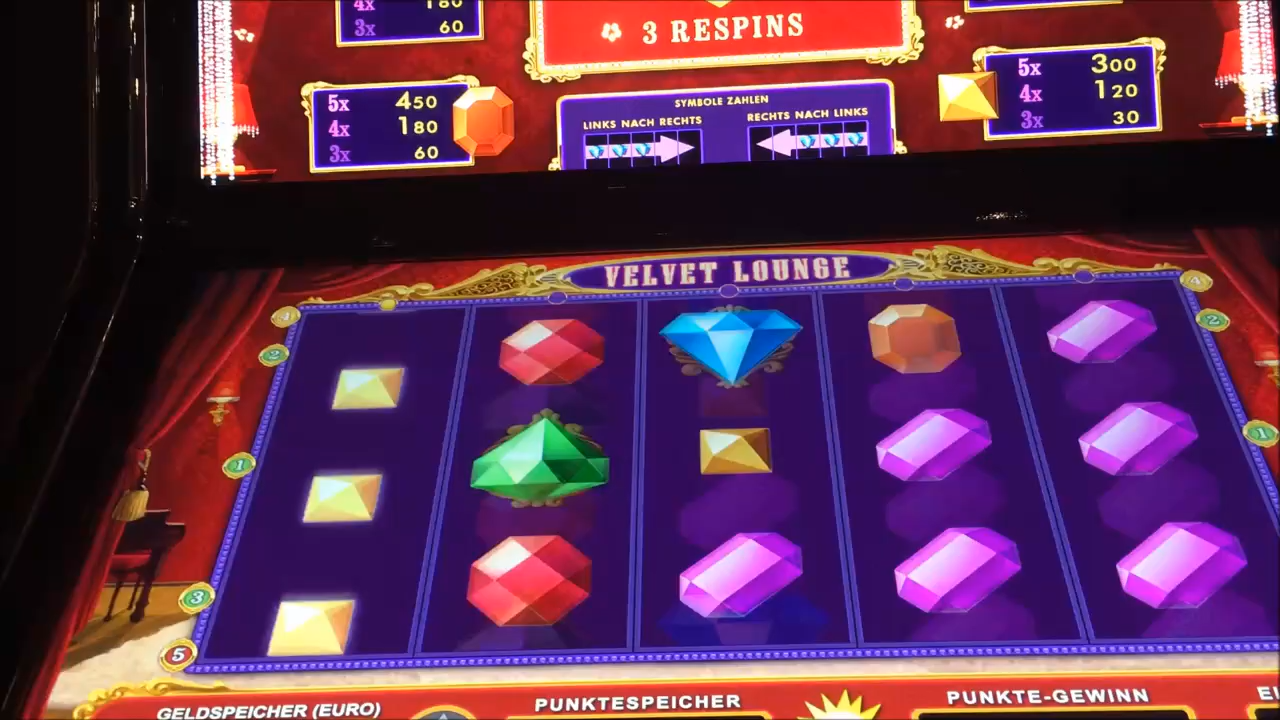 4x 180
3x 60
3 RESPINS
5x 450
4x 180
3x 60
SYMBOLE ZAHLEN
LINKS NACH RECHTS
RECHTS NACH LINKS
5x 300
4x 120
3x 30
VELVET LOUNGE
4
2
1
3
5
4
2
1
GELDSPEICHER (EURO)
PUNKTESPEICHER
PUNKTE-GEWINN